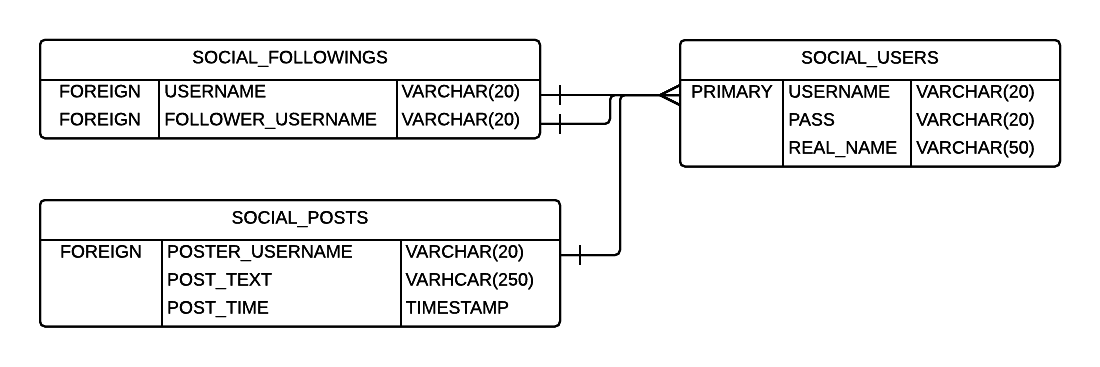 SOCIAL_FOLLOWINGS
FOREIGN USERNAME VARCHAR(20)
FOREIGN FOLLOWER_USERNAME VARCHAR(20)
SOCIAL_USERS
PRIMARY USERNAME VARCHAR(20)
PASS VARCHAR(20)
REAL_NAME VARCHAR(50)
SOCIAL_POSTS
FOREIGN POSTER_USERNAME VARCHAR(20)
POST_TEXT VARHCAR(250)
POST_TIME TIMESTAMP